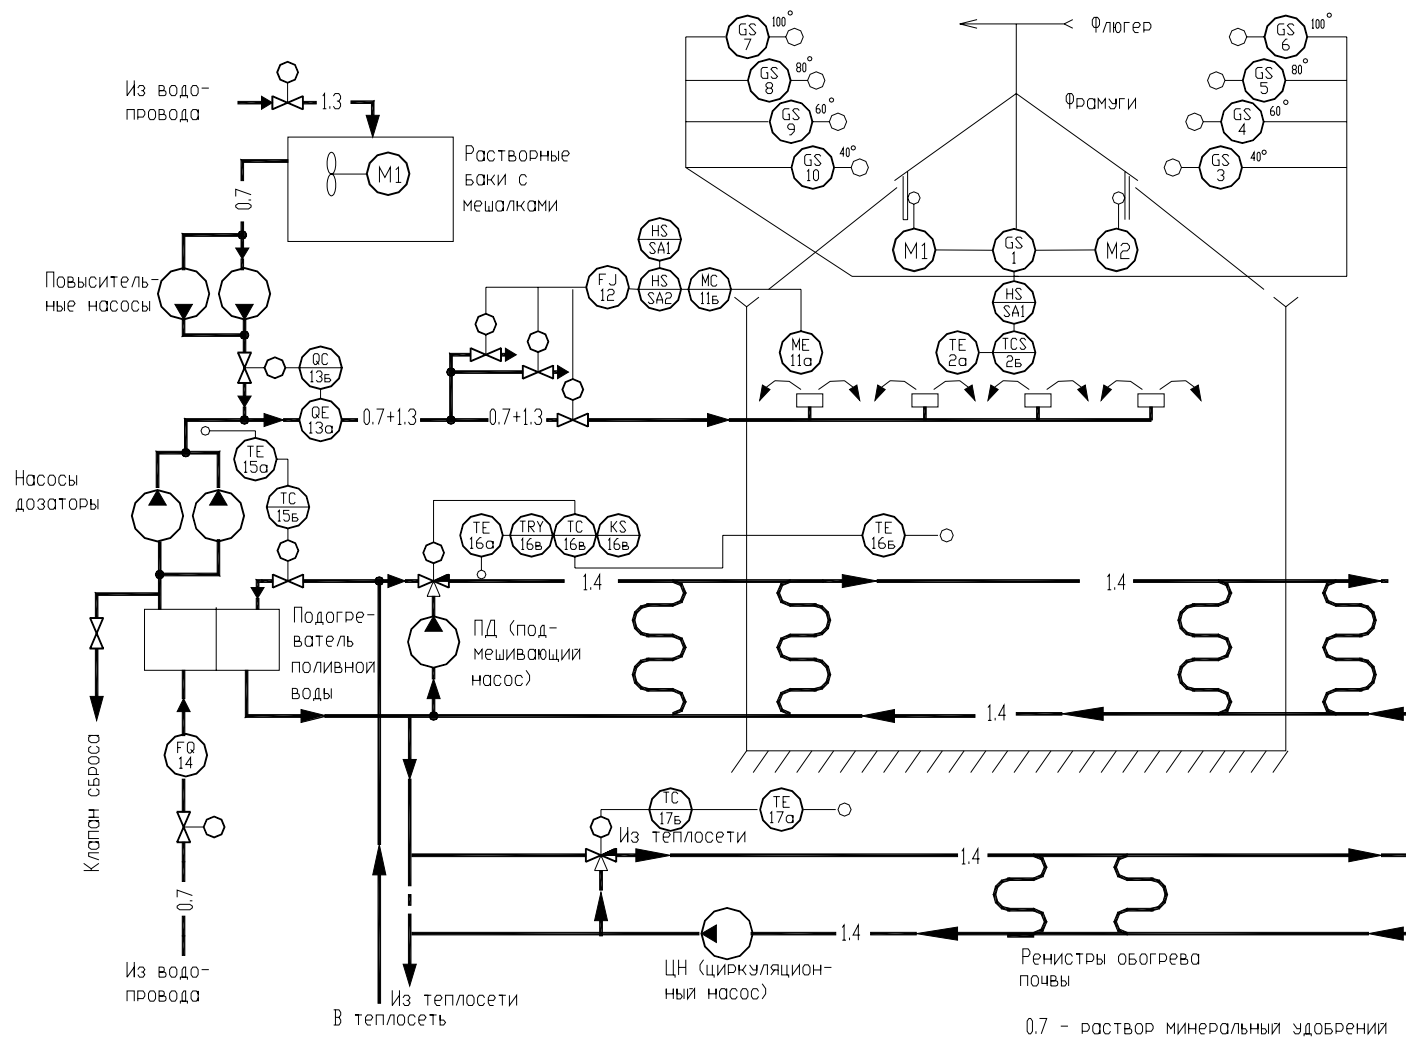 GS
7
100°
GS
8
80°
GS
9
60°
GS
10
40°
Флюгер
Фрамуги
GS
6
100°
GS
5
80°
GS
4
60°
GS
3
40°
Из водо-
провода
1.3
М1
Растворные
баки с
мешалками
0.7
Повыситель-
ные насосы
HS
SA1
FJ
12
HS
SA2
MC
11б
M1
GS
1
M2
HS
SA1
ME
11а
TE
2а
TCS
2б
QC
13б
QE
13а
0.7+1.3
0.7+1.3
TE
15а
TC
15б
Насосы
дозаторы
TE
16а
TRY
16в
TC
16в
KS
16в
TE
16б
1.4
1.4
Подогре-
ватель
поливной
воды
ПД (под-
мешивающий
насос)
1.4
Клапан сброса
FQ
14
0.7
Из водо-
провода
TC
17б
TE
17а
Из теплосети
1.4
1.4
ЦН (циркуляцион-
ный насос)
Ренистры обогрева
почвы
Из теплосети
В теплосеть
0.7 - раствор минеральный удобрений